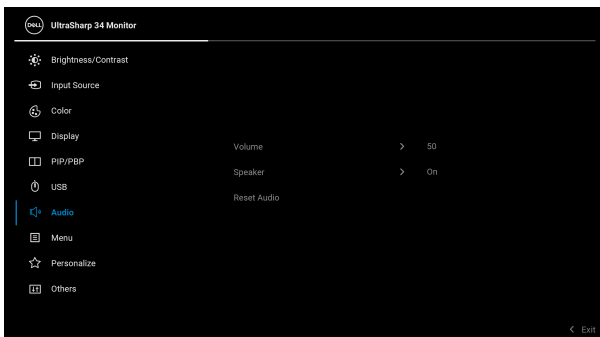 DELL UltraSharp 34 Monitor
Brightness/Contrast
Input Source
Color
Display
PIP/PBP
USB
Audio
Menu
Personalize
Others
Volume > 50
Speaker > On
Reset Audio
< Exit